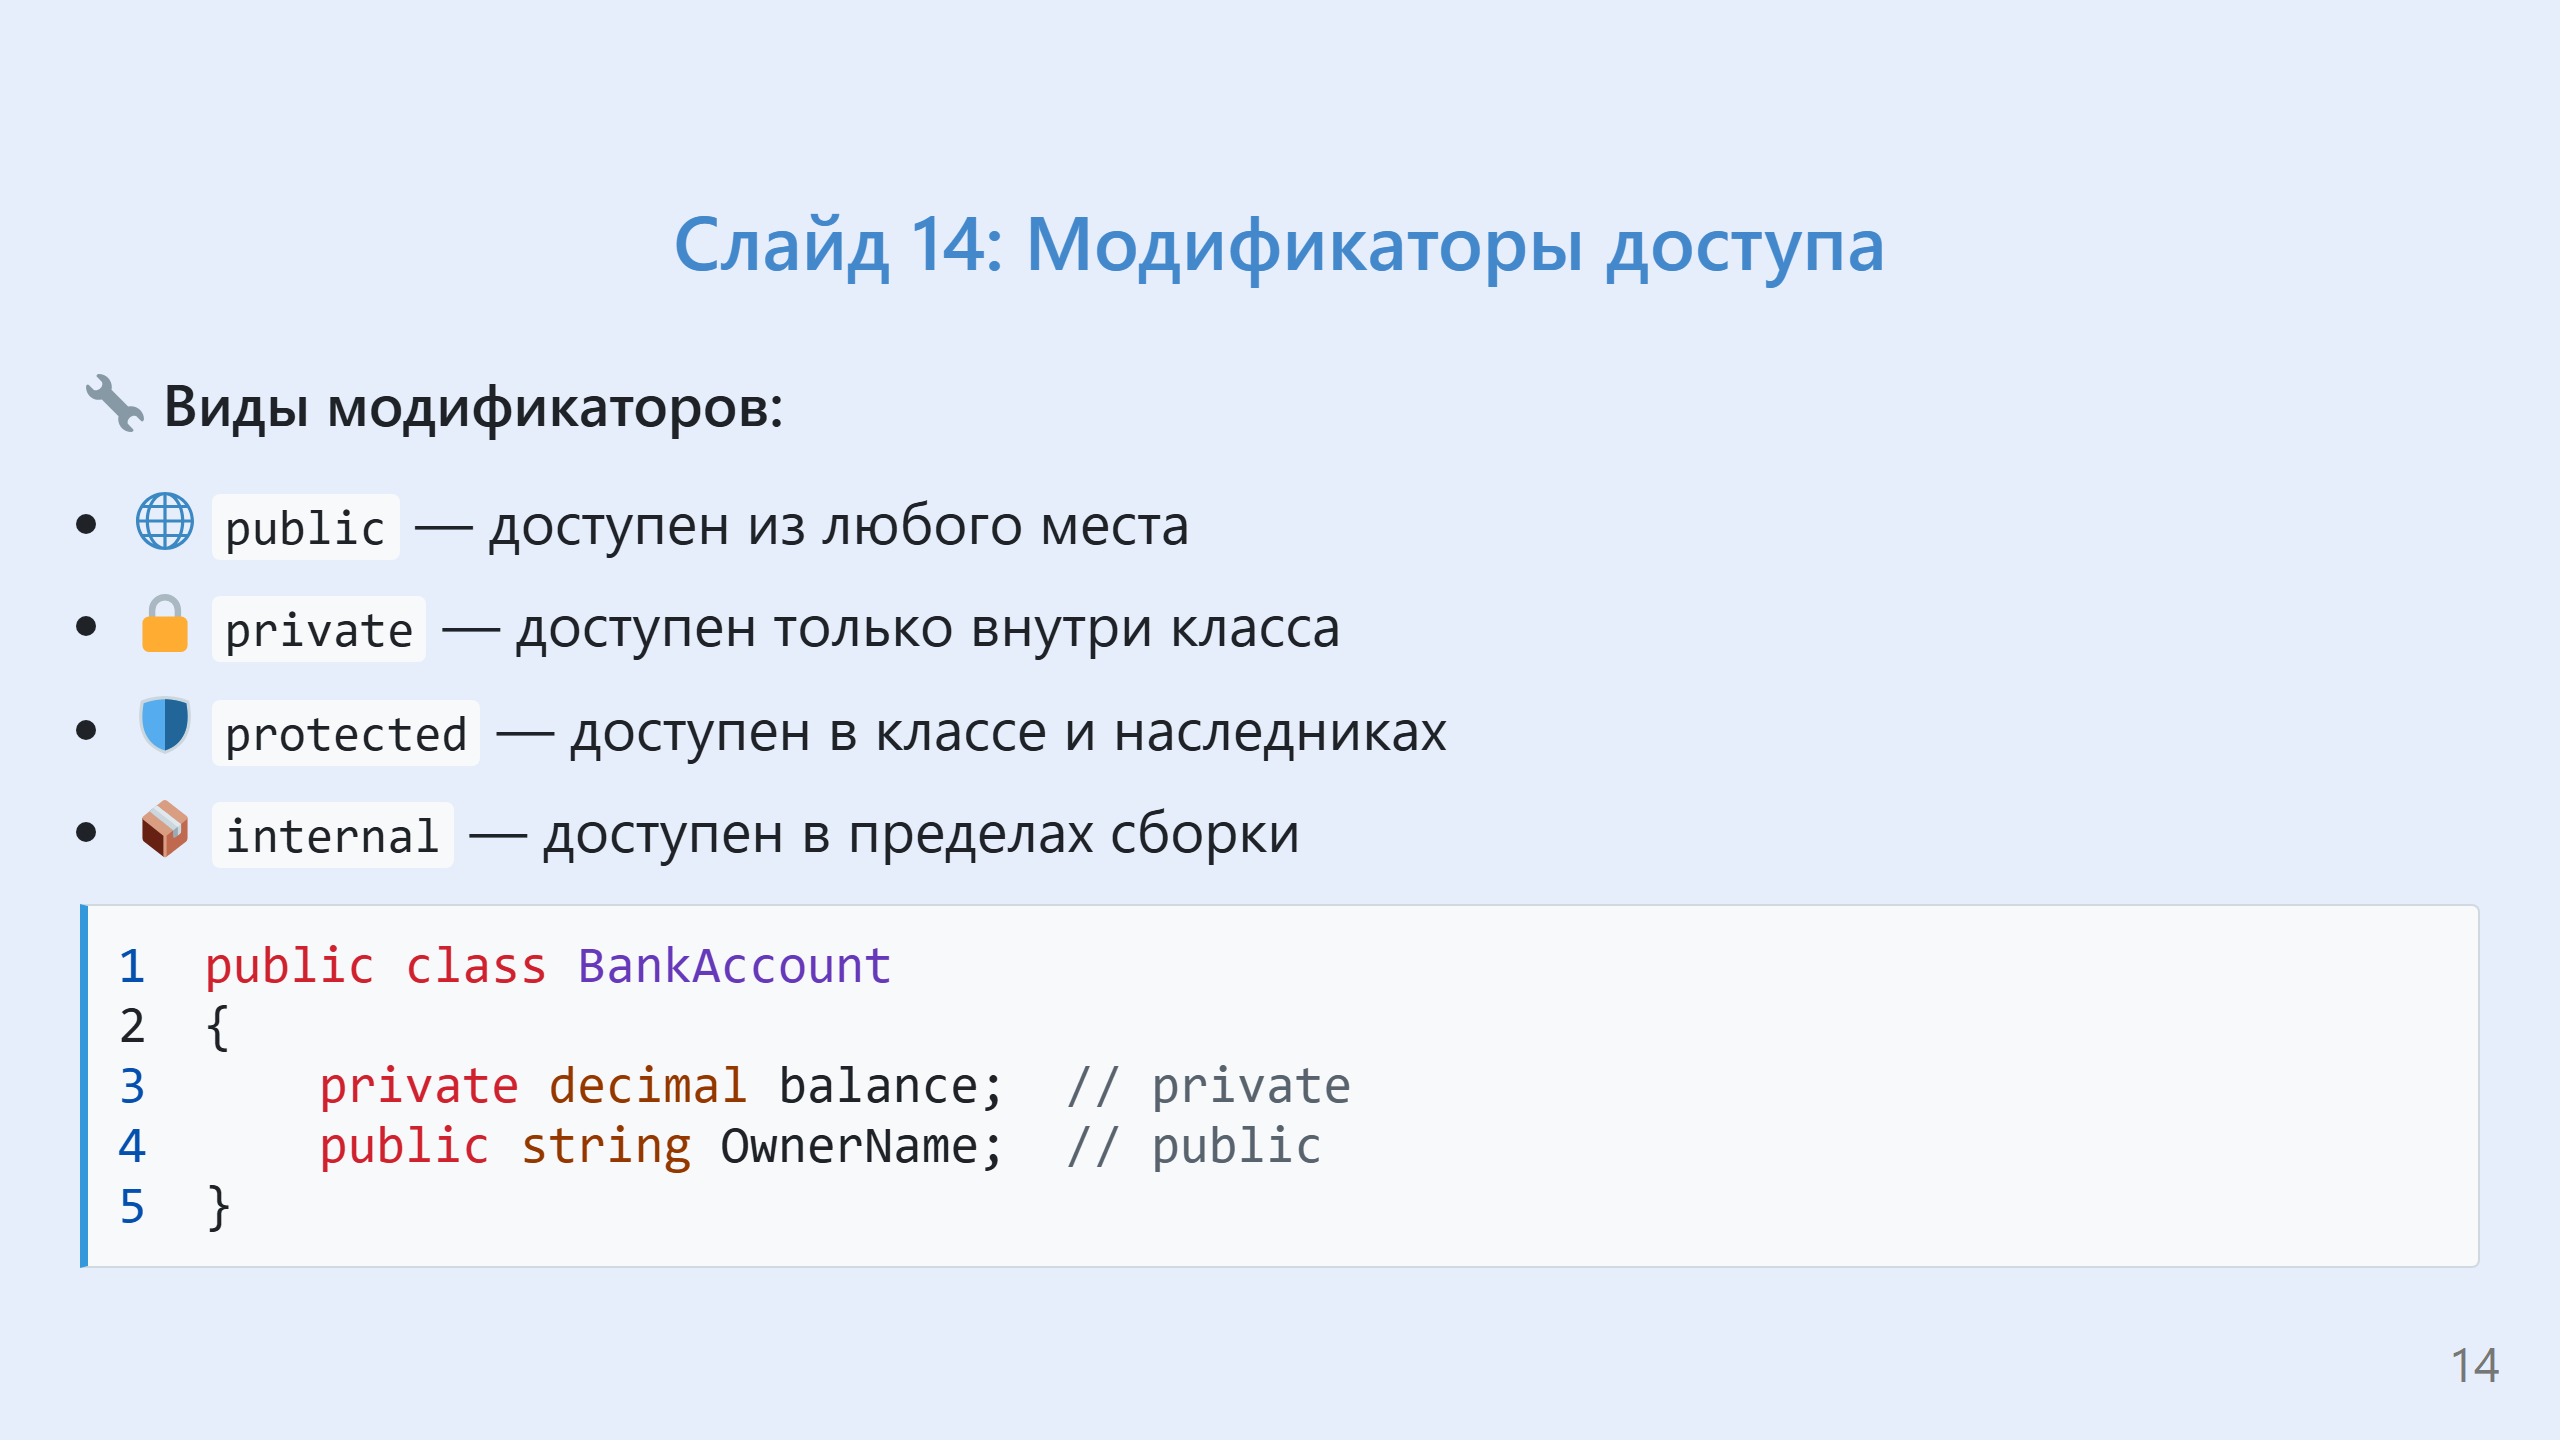 Слайд 14: Модификаторы доступа
🔧 Виды модификаторов:
• 🌐 public — доступен из любого места
• 🔒 private — доступен только внутри класса
• 🛡️ protected — доступен в классе и наследниках
• 📦 internal — доступен в пределах сборки
1  public class BankAccount
2  {
3      private decimal balance;  // private
4      public string OwnerName;  // public
5  }
14